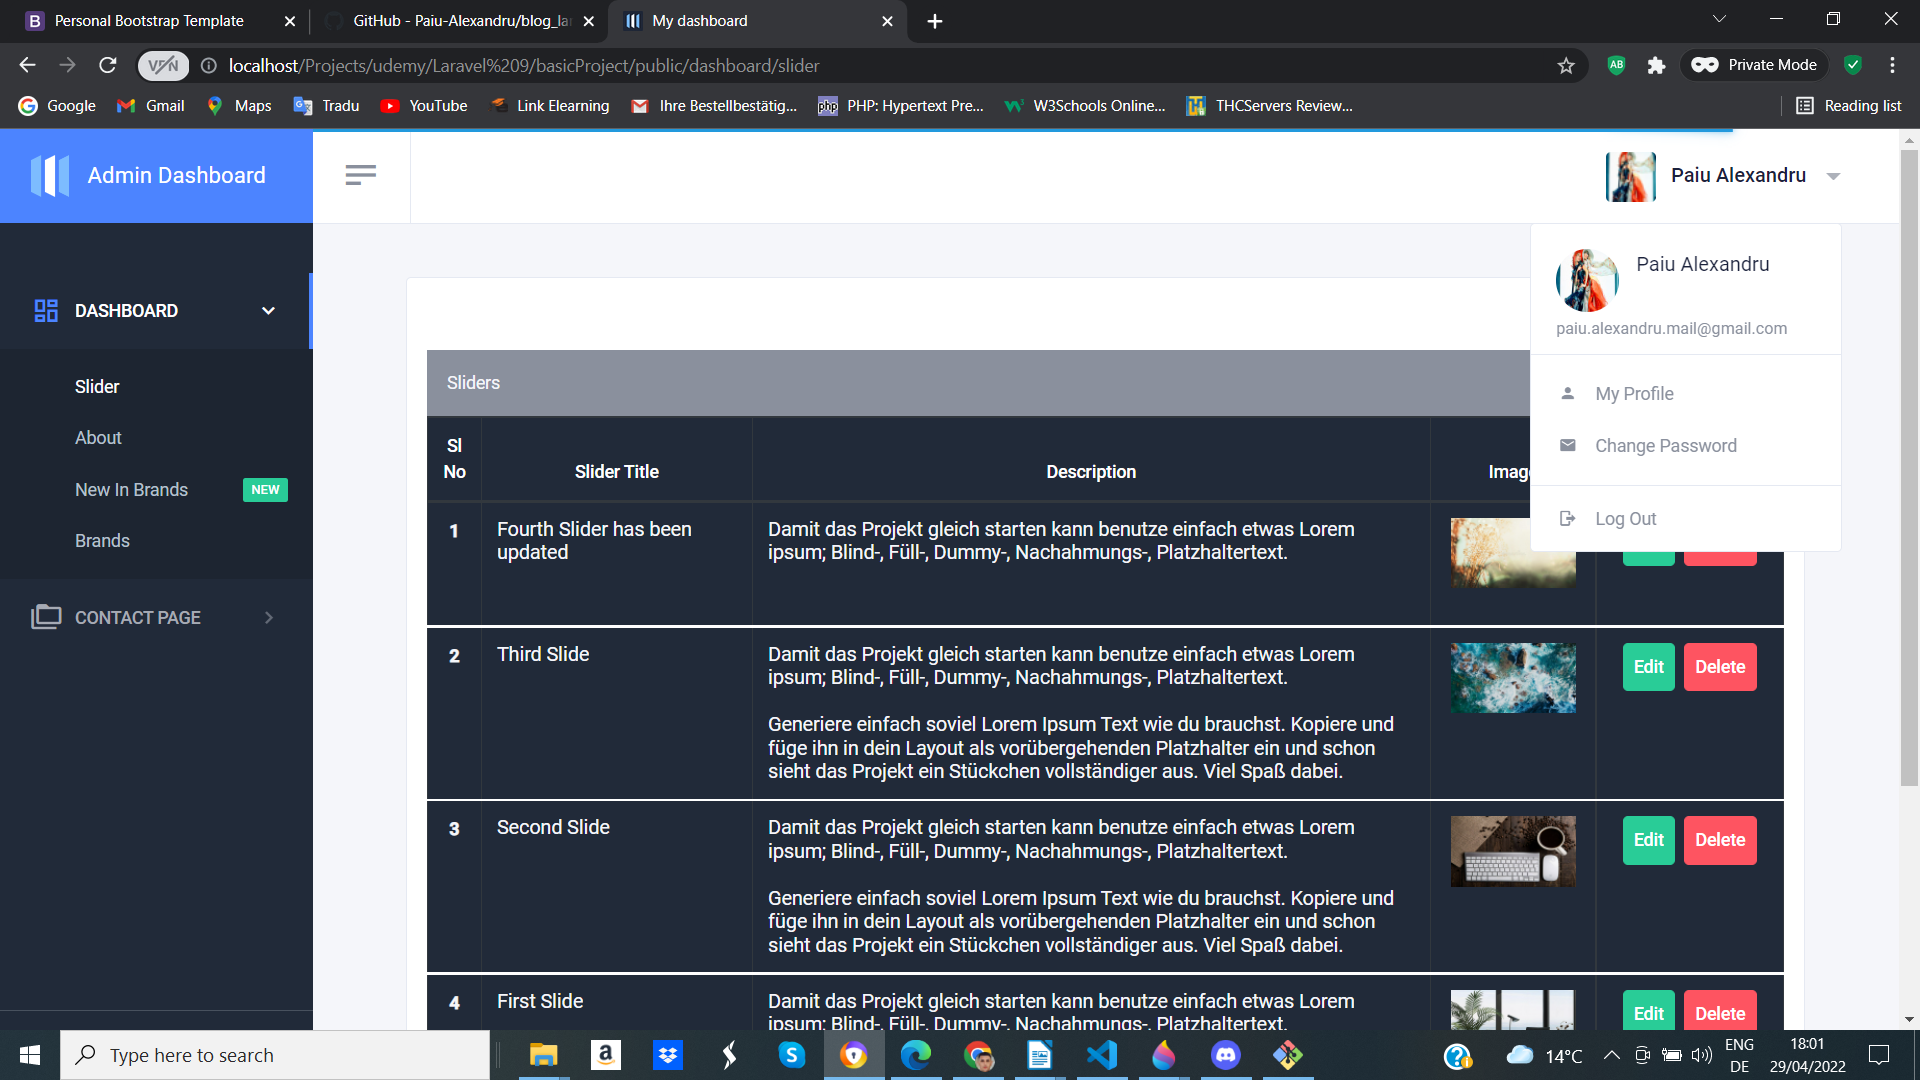 Personal Bootstrap Template
GitHub - Paiu-Alexandru/blog_la
My dashboard
VPN
localhost/Projects/udemy/Laravel%209/basicProject/public/dashboard/slider
Private Mode
Google
Gmail
Maps
Tradu
YouTube
Link Elearning
Ihre Bestellbestätig...
PHP: Hypertext Pre...
W3Schools Online...
THCServers Review...
Reading list
Admin Dashboard
Paiu Alexandru
Paiu Alexandru
paiu.alexandru.mail@gmail.com
My Profile
Change Password
Log Out
DASHBOARD
Slider
About
New In Brands NEW
Brands
CONTACT PAGE
Sliders
Sl
No
Slider Title
Description
Imag
1
Fourth Slider has been
updated
Damit das Projekt gleich starten kann benutze einfach etwas Lorem
ipsum; Blind-, Füll-, Dummy-, Nachahmungs-, Platzhaltertext.
2
Third Slide
Damit das Projekt gleich starten kann benutze einfach etwas Lorem
ipsum; Blind-, Füll-, Dummy-, Nachahmungs-, Platzhaltertext.
Generiere einfach soviel Lorem Ipsum Text wie du brauchst. Kopiere und
füge ihn in dein Layout als vorübergehenden Platzhalter ein und schon
sieht das Projekt ein Stückchen vollständiger aus. Viel Spaß dabei.
Edit
Delete
3
Second Slide
Damit das Projekt gleich starten kann benutze einfach etwas Lorem
ipsum; Blind-, Füll-, Dummy-, Nachahmungs-, Platzhaltertext.
Generiere einfach soviel Lorem Ipsum Text wie du brauchst. Kopiere und
füge ihn in dein Layout als vorübergehenden Platzhalter ein und schon
sieht das Projekt ein Stückchen vollständiger aus. Viel Spaß dabei.
Edit
Delete
4
First Slide
Damit das Projekt gleich starten kann benutze einfach etwas Lorem
ipsum; Blind-, Füll-, Dummy-, Nachahmungs-, Platzhaltertext.
Edit
Delete
Type here to search
14°C
ENG
DE
18:01
29/04/2022